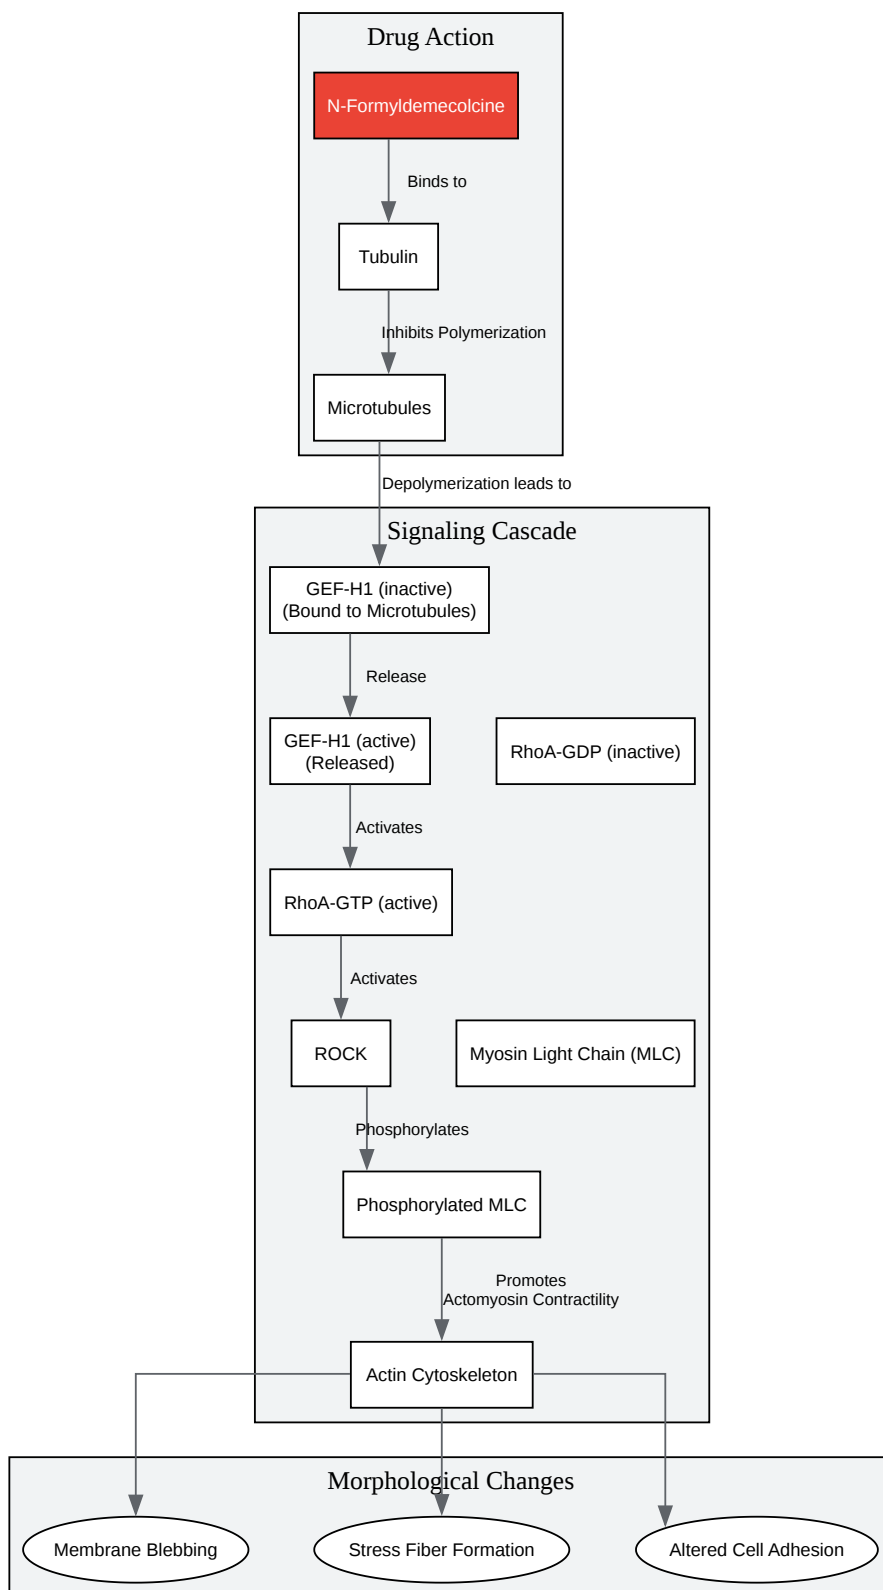 Drug Action
N-Formyldemecolcine
Binds to
Tubulin
Inhibits Polymerization
Microtubules
Depolymerization leads to
Signaling Cascade
GEF-H1 (inactive)
(Bound to Microtubules)
Release
GEF-H1 (active)
(Released)
RhoA-GDP (inactive)
Activates
RhoA-GTP (active)
Activates
ROCK
Myosin Light Chain (MLC)
Phosphorylates
Phosphorylated MLC
Promotes
Actomyosin Contractility
Actin Cytoskeleton
Morphological Changes
Membrane Blebbing
Stress Fiber Formation
Altered Cell Adhesion